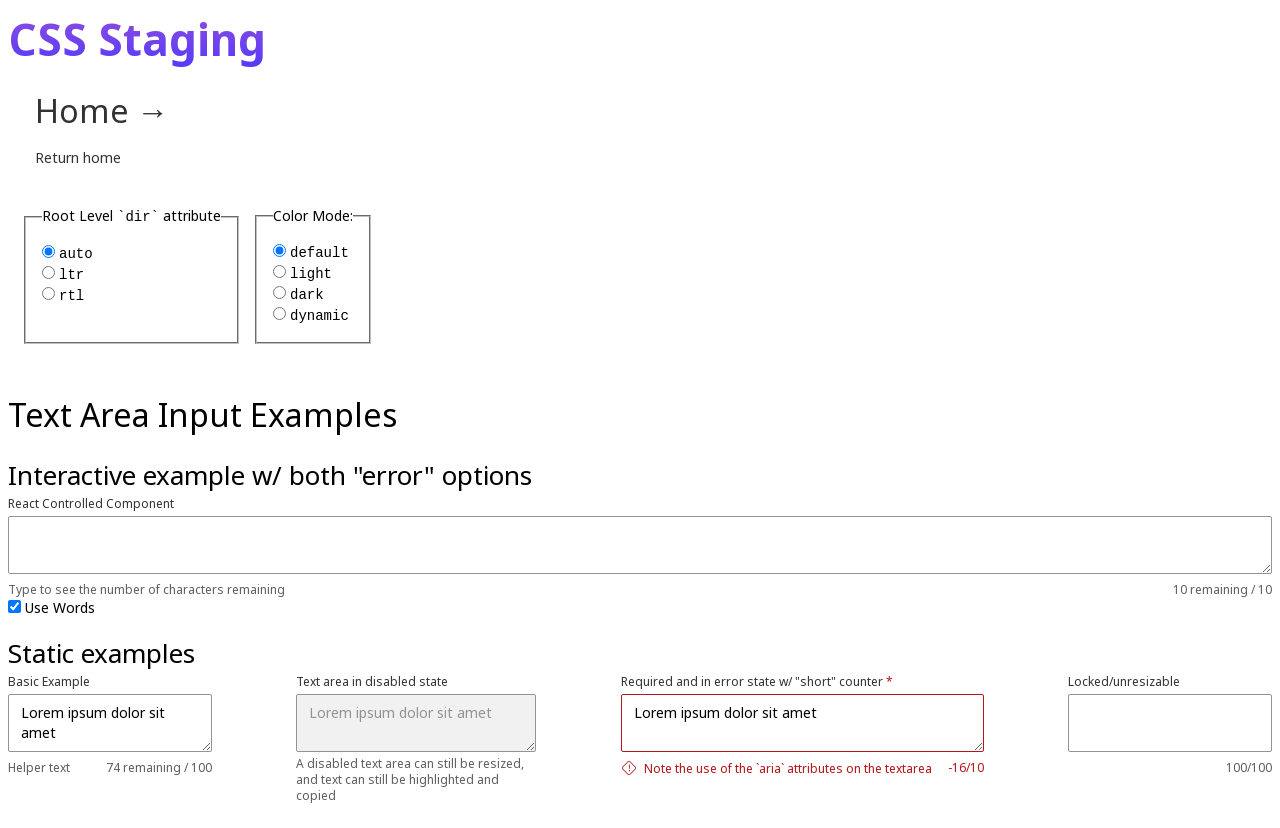 CSS Staging
Home →
Return home
Root Level `dir` attribute
auto
ltr
rtl
Color Mode:
default
light
dark
dynamic
Text Area Input Examples
Interactive example w/ both "error" options
React Controlled Component
Type to see the number of characters remaining
10 remaining / 10
Use Words
Static examples
Basic Example
Lorem ipsum dolor sit
amet
Helper text
74 remaining / 100
Text area in disabled state
Lorem ipsum dolor sit amet
A disabled text area can still be resized,
and text can still be highlighted and
copied
Required and in error state w/ "short" counter *
Lorem ipsum dolor sit amet
Note the use of the `aria` attributes on the textarea
-16/10
Locked/unresizable
100/100